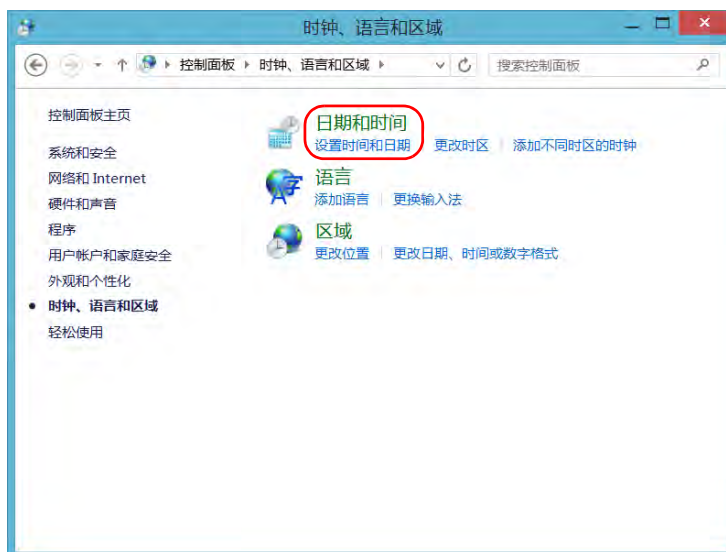 时钟、语言和区域
控制面板 时钟、语言和区域 搜索控制面板
控制面板主页
系统和安全
网络和 Internet
硬件和声音
程序
用户帐户和家庭安全
外观和个性化
时钟、语言和区域
轻松使用
日期和时间
设置时间和日期 更改时区 添加不同时区的时钟
语言
添加语言 更换输入法
区域
更改位置 更改日期、时间或数字格式